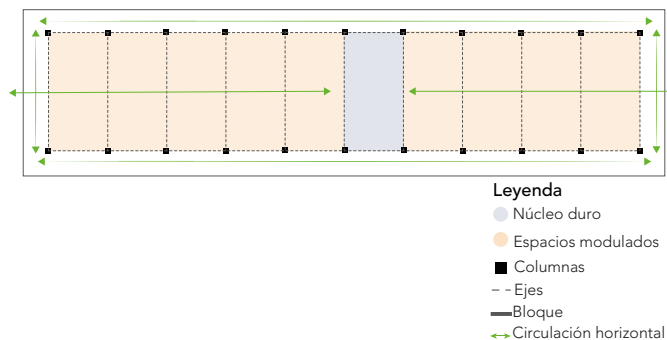 Leyenda
Núcleo duro
Espacios modulados
Columnas
Ejes
Bloque
Circulación horizontal